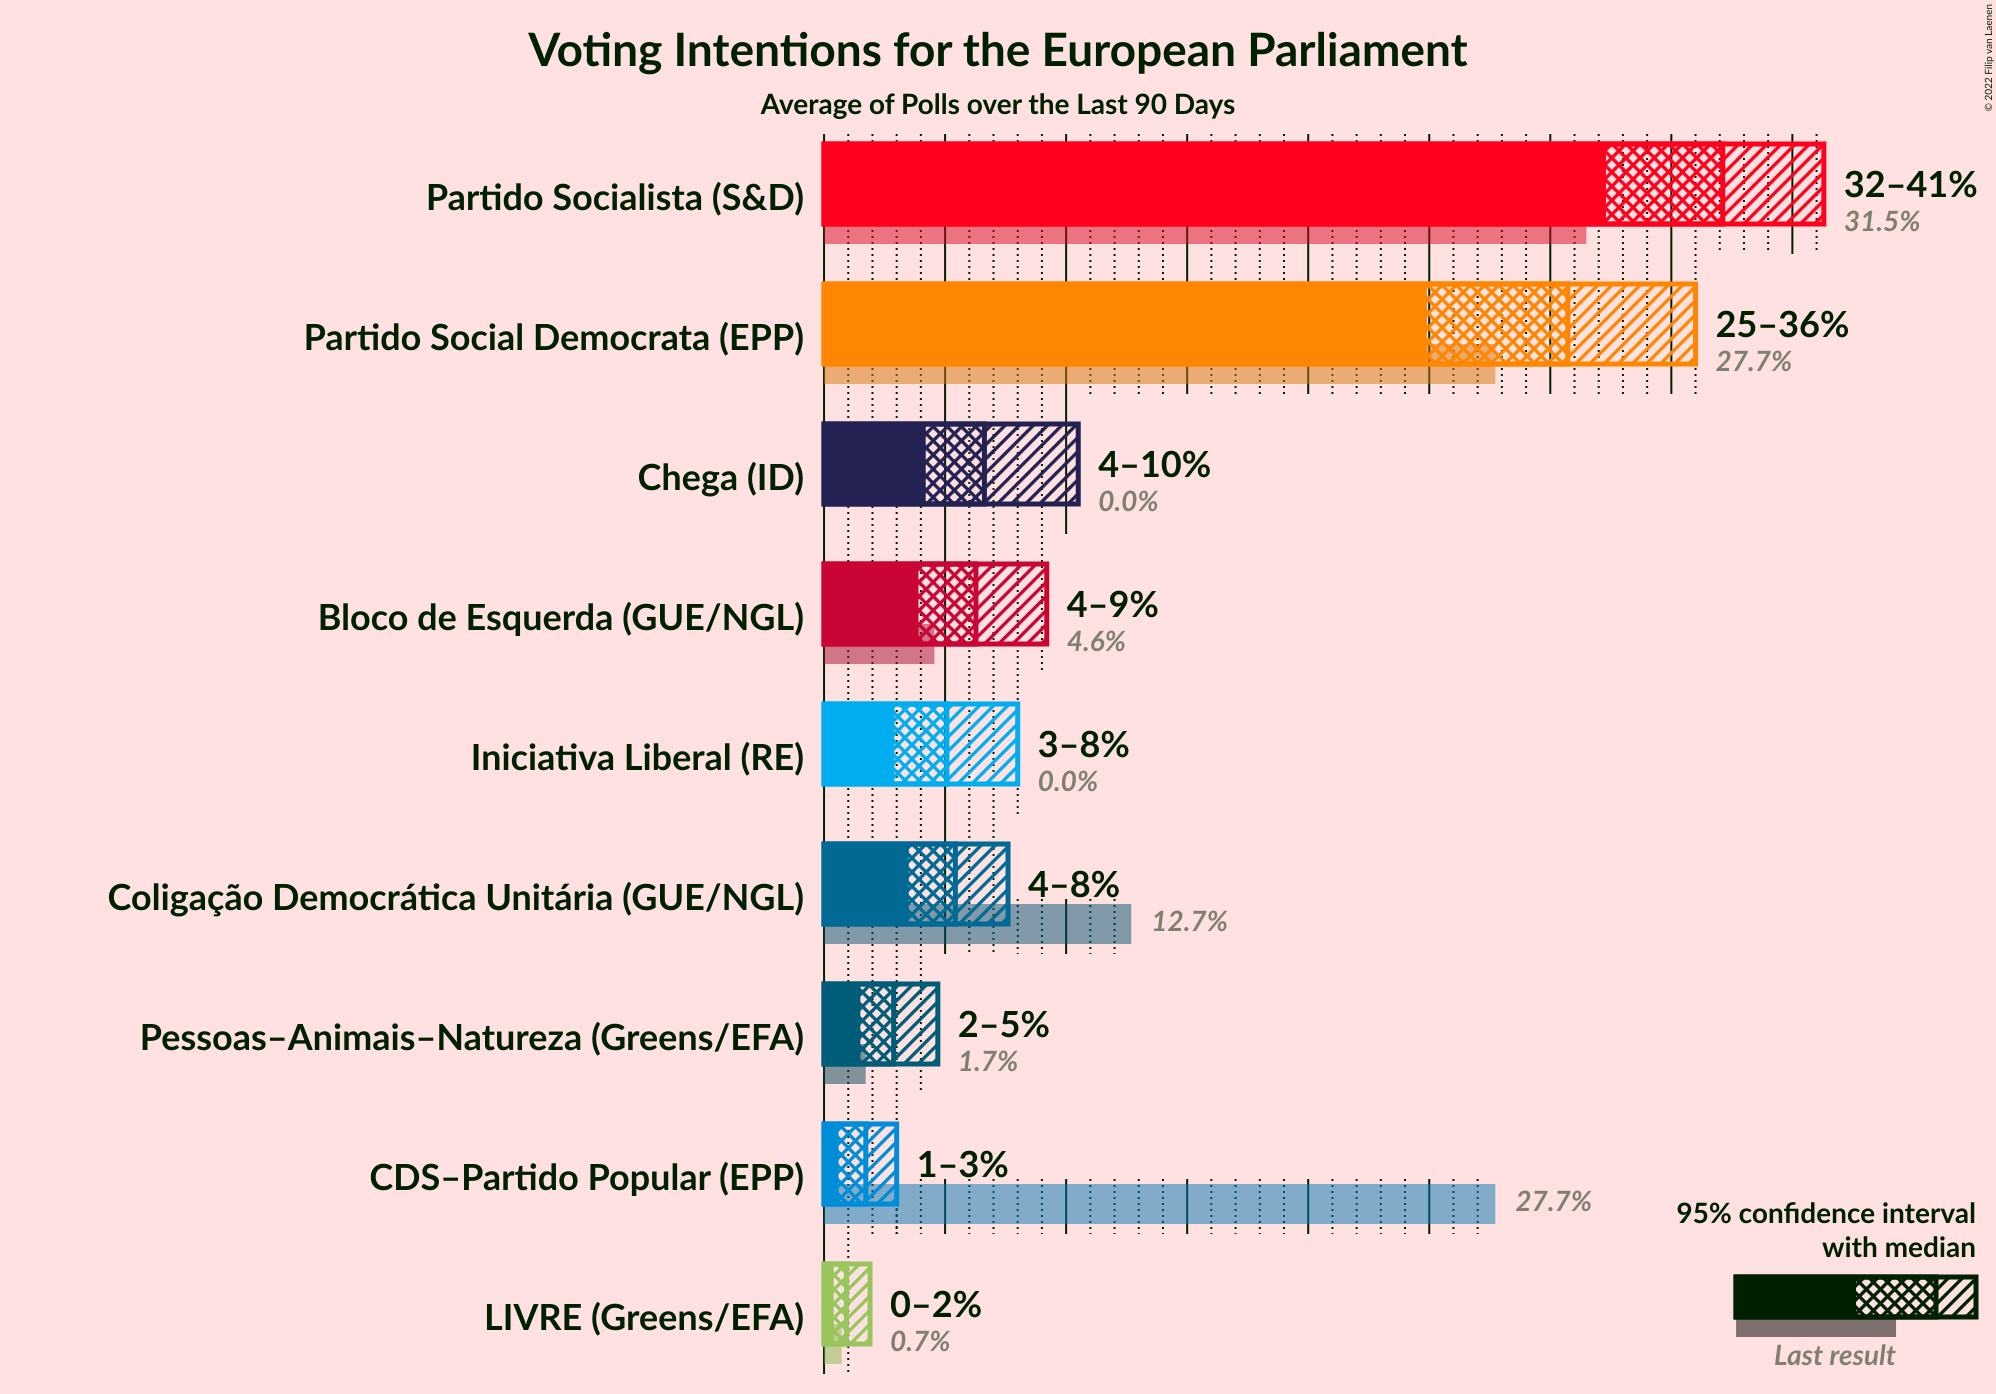 Voting Intentions for the European Parliament
Average of Polls over the Last 90 Days
© 2022 Filip van Laenen
Partido Socialista (S&D)
32–41%
31.5%
Partido Social Democrata (EPP)
25–36%
27.7%
Chega (ID)
4–10%
0.0%
Bloco de Esquerda (GUE/NGL)
4–9%
4.6%
Iniciativa Liberal (RE)
3–8%
0.0%
Coligação Democrática Unitária (GUE/NGL)
4–8%
12.7%
Pessoas–Animais–Natureza (Greens/EFA)
2–5%
1.7%
CDS–Partido Popular (EPP)
1–3%
27.7%
LIVRE (Greens/EFA)
0–2%
0.7%
95% confidence interval
with median
Last result